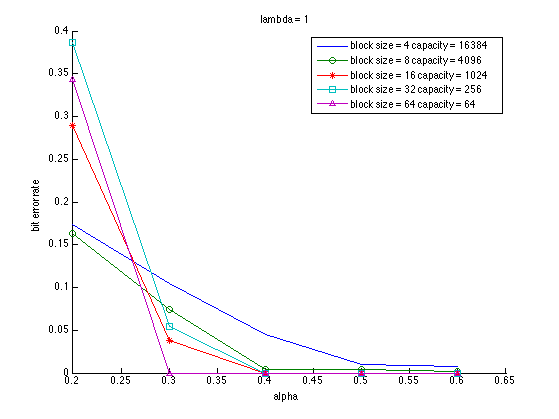 lambda = 1
0.4
0.35
0.3
0.25
0.2
0.15
0.1
0.05
0
bit error rate
block size = 4 capacity = 16384
block size = 8 capacity = 4096
block size = 16 capacity = 1024
block size = 32 capacity = 256
block size = 64 capacity = 64
0.2 0.25 0.3 0.35 0.4 0.45 0.5 0.55 0.6 0.65
alpha